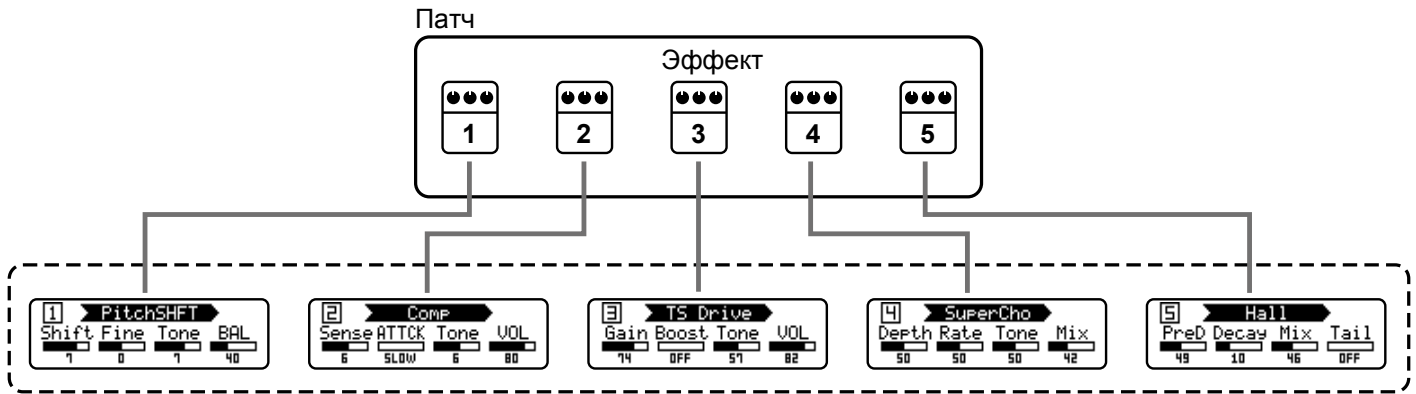 Патч
Эффект
1 2 3 4 5
1 PitchSHFT
Shift Fine Tone BAL
7 0 7 40
2 Comp
Sense ATTCK Tone VOL
6 SLOW 6 80
3 TS Drive
Gain Boost Tone VOL
74 OFF 57 82
4 SuperCho
Depth Rate Tone Mix
50 50 50 42
5 Hall
PreD Decay Mix Tail
49 10 46 OFF